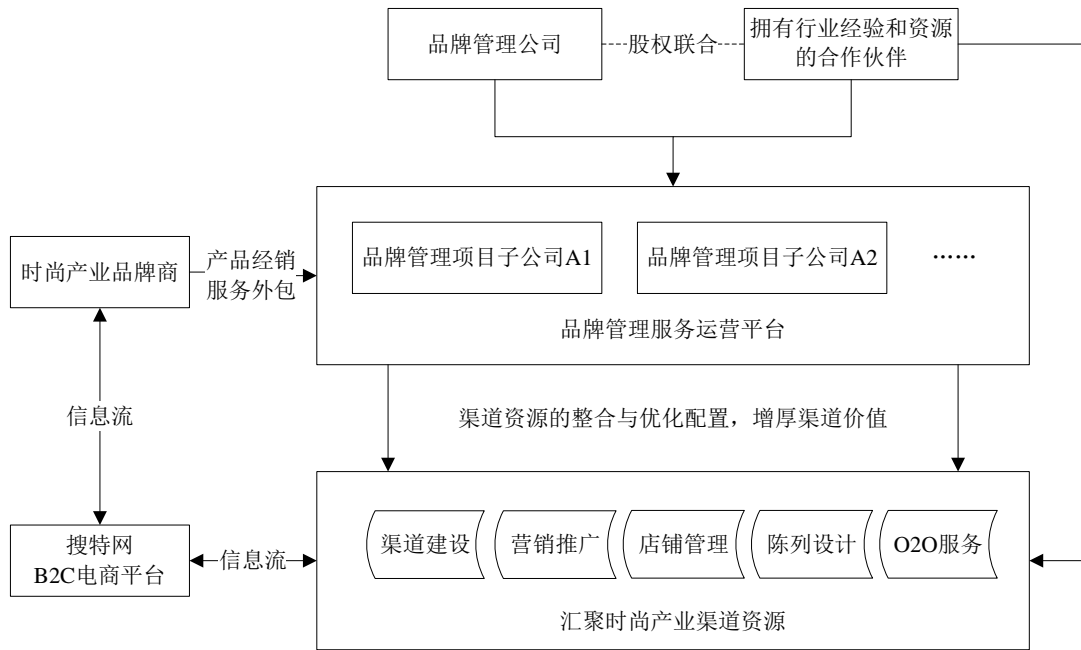 品牌管理公司
股权联合
拥有行业经验和资源
的合作伙伴
品牌管理项目子公司A1
品牌管理项目子公司A2
……
品牌管理服务运营平台
时尚产业品牌商
产品经销
服务外包
信息流
渠道资源的整合与优化配置，增厚渠道价值
搜特网
B2C电商平台
信息流
渠道建设
营销推广
店铺管理
陈列设计
O2O服务
汇聚时尚产业渠道资源